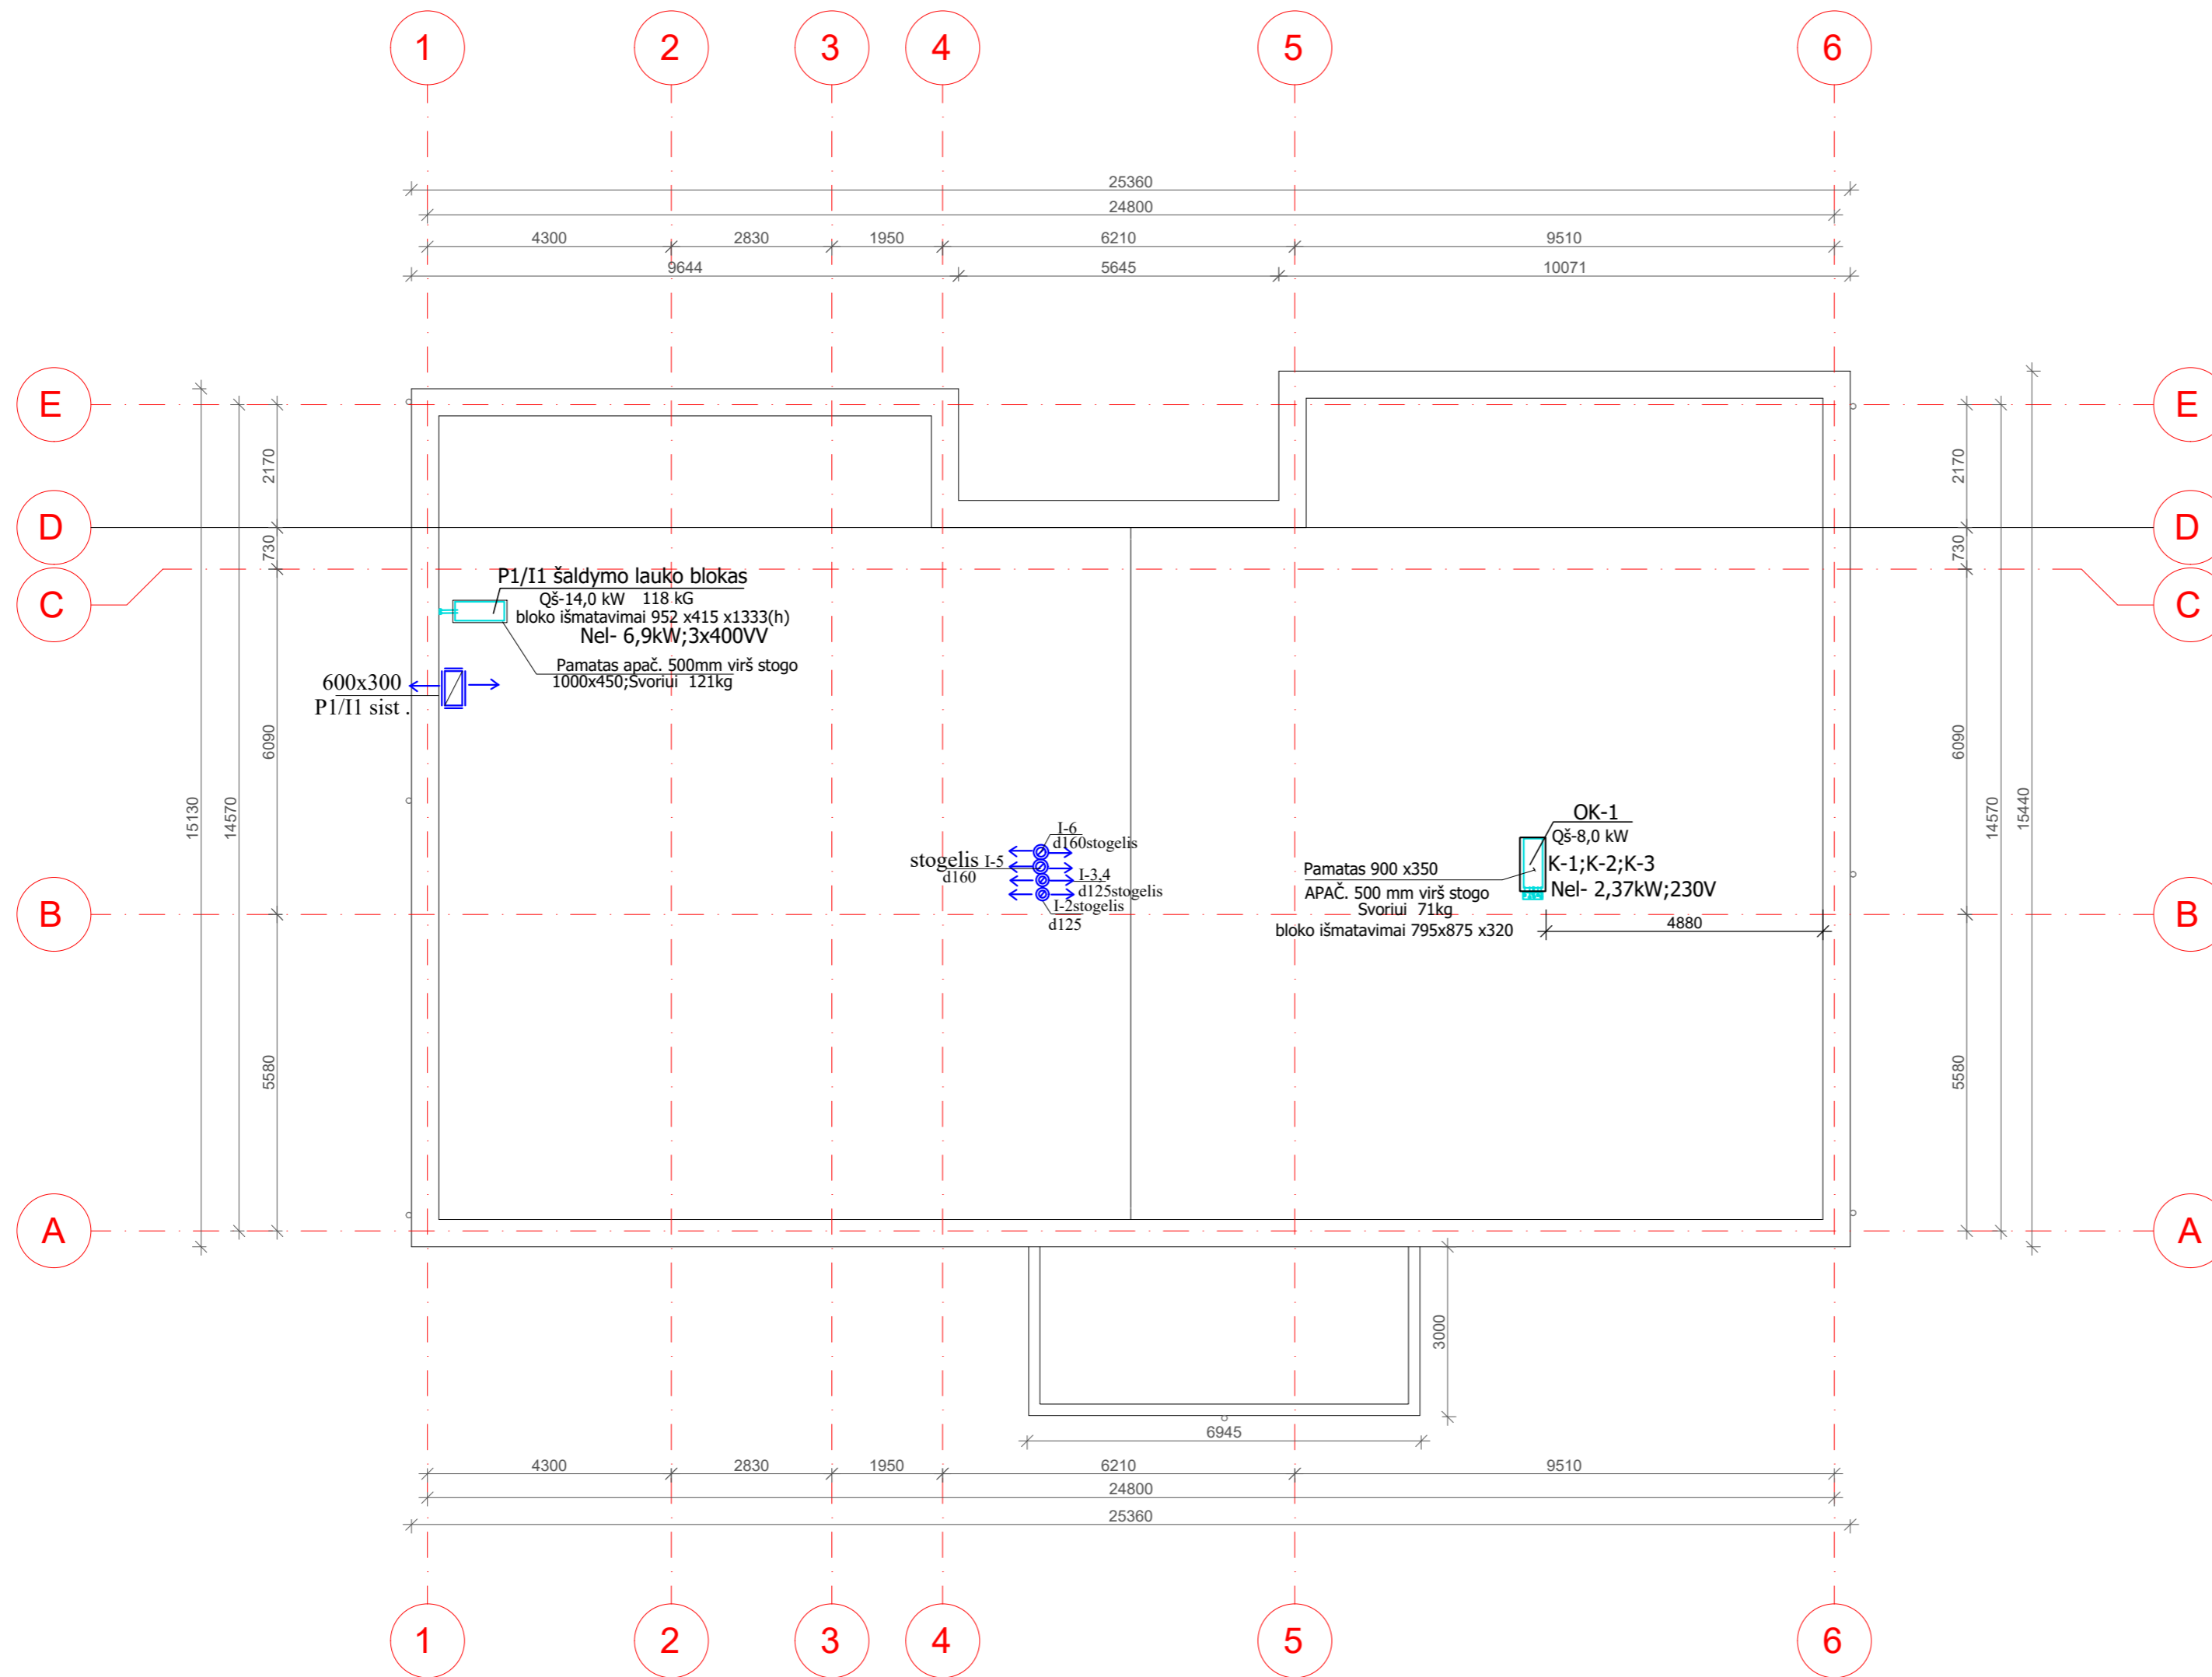 1 2 3 4 5 6
25360
24800
4300 2830 1950 6210 9510
9644 5645 10071
E E
2170 2170
D D
730 730
C C
P1/I1 šaldymo lauko blokas
Qš-14,0 kW 118 kG
bloko išmatavimai 952 x415 x1333(h)
Nel- 6,9kW;3x400VV
Pamatas apač. 500mm virš stogo
1000x450;Svoriui 121kg
600x300
P1/I1 sist .
6090 6090
15130 14570 14570 15440
I-6
d160stogelis
stogelis I-5
d160
I-3,4
d125stogelis
I-2stogelis
d125
OK-1
Qš-8,0 kW
K-1;K-2;K-3
Nel- 2,37kW;230V
Pamatas 900 x350
APAČ. 500 mm virš stogo
Svoriui 71kg
bloko išmatavimai 795x875 x320
4880
B B
5580 5580
A A
3000
6945
4300 2830 1950 6210 9510
24800
25360
1 2 3 4 5 6